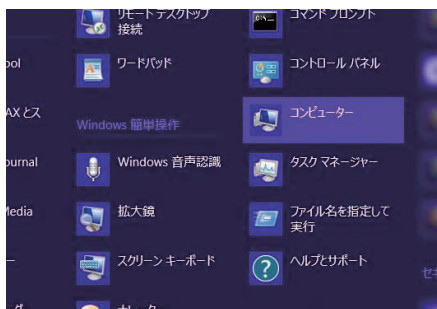 リモート デスクトップ
接続
ワードパッド
Windows 簡単操作
Windows 音声認識
拡大鏡
スクリーン キーボード
コマンド プロンプト
コントロール パネル
コンピューター
タスク マネージャー
ファイル名を指定して
実行
ヘルプとサポート
ool
AX とス
ournal
Media
セキ